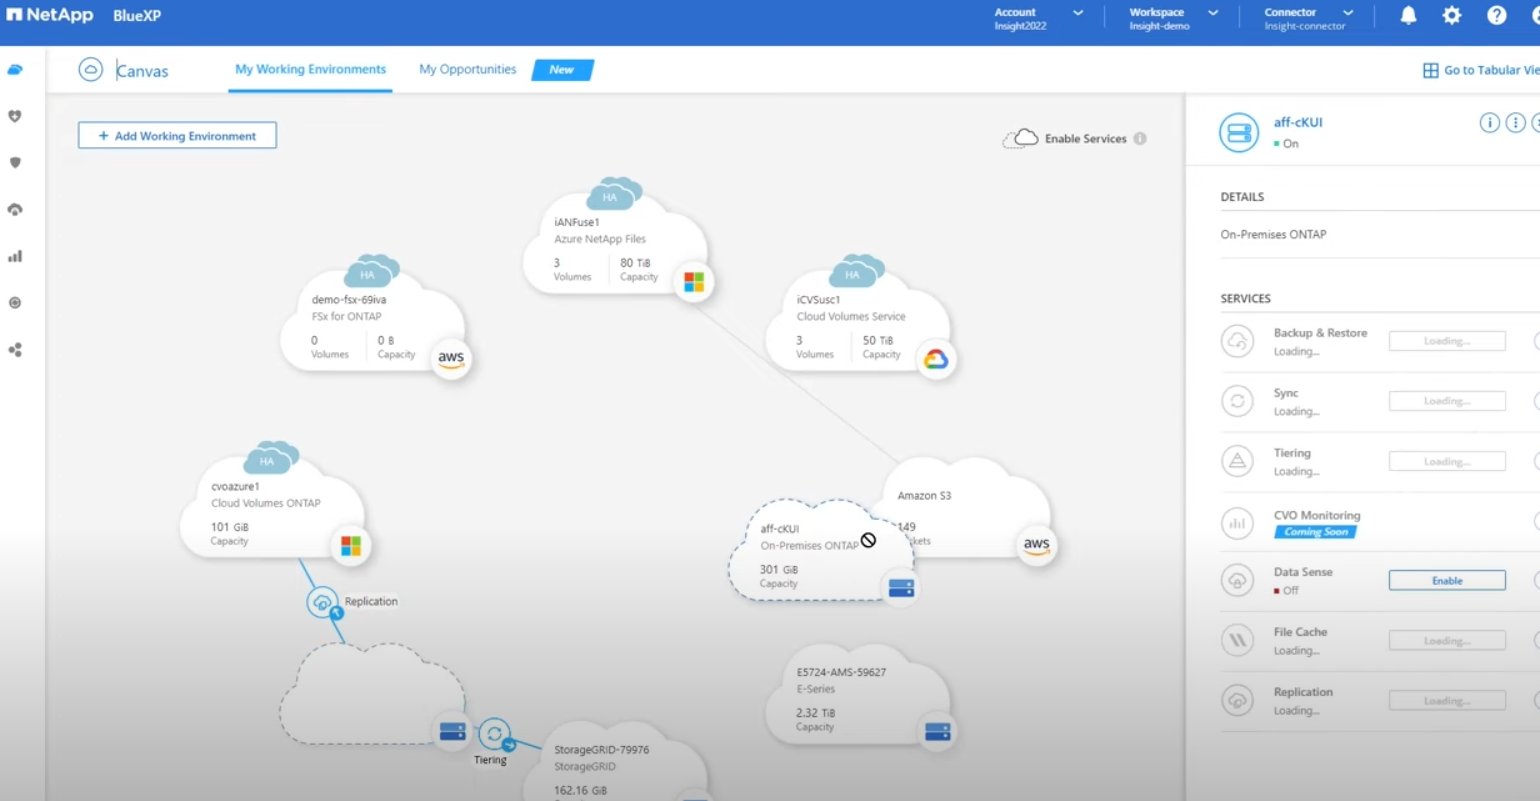 NetApp BlueXP
Account
Insight2022
Workspace
Insight-demo
Connector
Insight-connector
Canvas
My Working Environments
My Opportunities
New
Go to Tabular Vie
+ Add Working Environment
Enable Services
HA
iANFuse1
Azure NetApp Files
3
Volumes
80 TiB
Capacity
HA
demo-fsx-69iva
FSx for ONTAP
0
Volumes
0 B
Capacity
aws
HA
iCVSusc1
Cloud Volumes Service
3
Volumes
50 TiB
Capacity
HA
cvoazure1
Cloud Volumes ONTAP
101 GiB
Capacity
Amazon S3
149
ckets
aws
aff-cKUI
On-Premises ONTAP
301 GiB
Capacity
Replication
E5724-AMS-59627
E-Series
2.32 TiB
Capacity
Tiering
StorageGRID-79976
StorageGRID
162.16 GiB
aff-cKUI
On
DETAILS
On-Premises ONTAP
SERVICES
Backup & Restore
Loading...
Loading...
Sync
Loading...
Loading...
Tiering
Loading...
Loading...
CVO Monitoring
Coming Soon
Data Sense
Off
Enable
File Cache
Loading...
Loading...
Replication
Loading...
Loading...